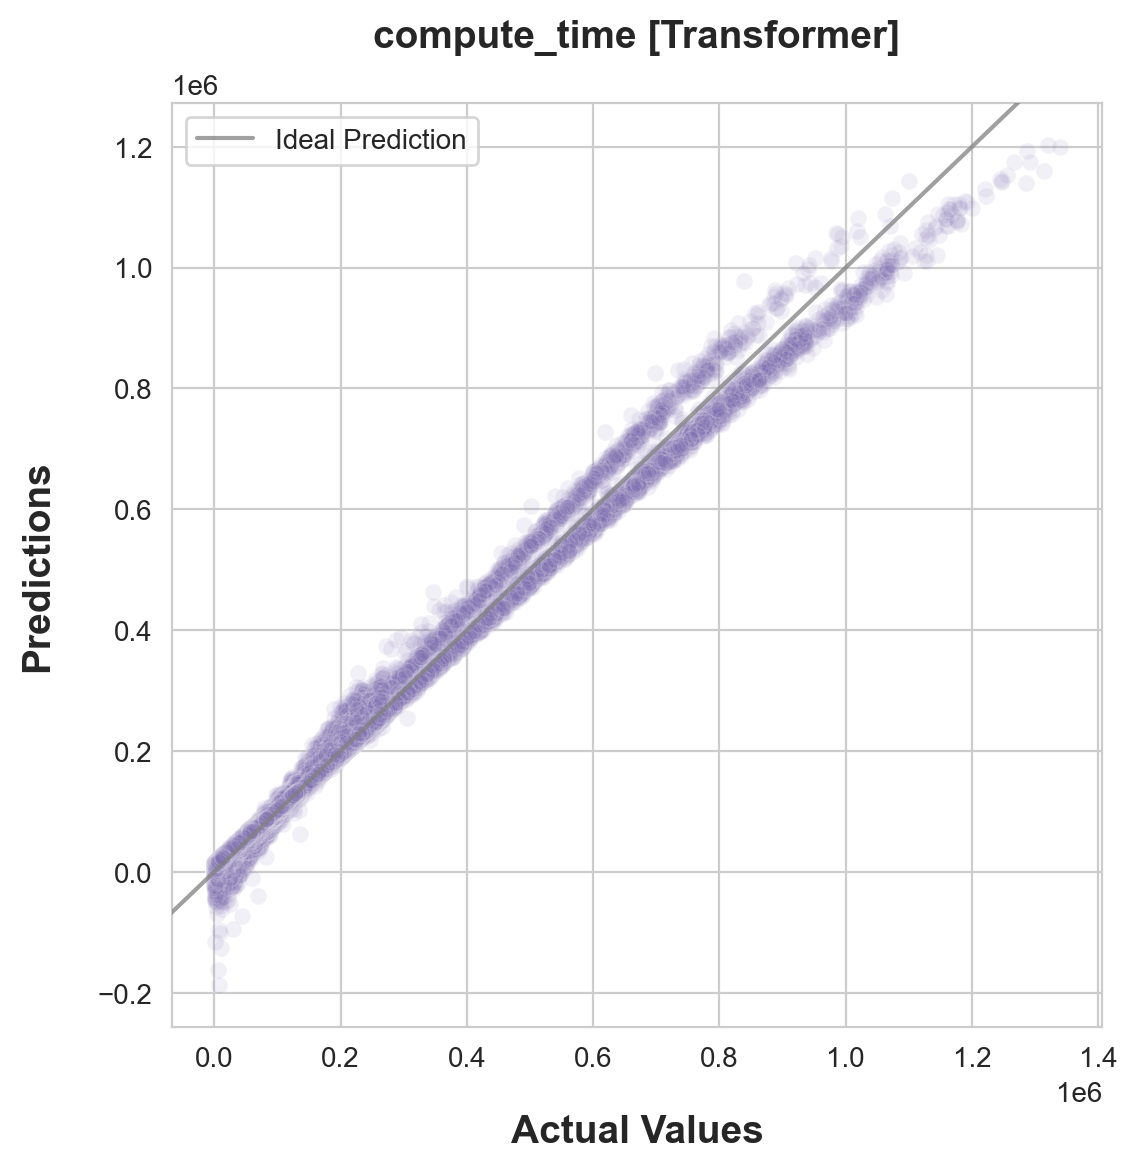 compute_time [Transformer]
1e6
Ideal Prediction
1.2
1.0
0.8
0.6
0.4
0.2
0.0
−0.2
Predictions
0.0 0.2 0.4 0.6 0.8 1.0 1.2 1.4
1e6
Actual Values